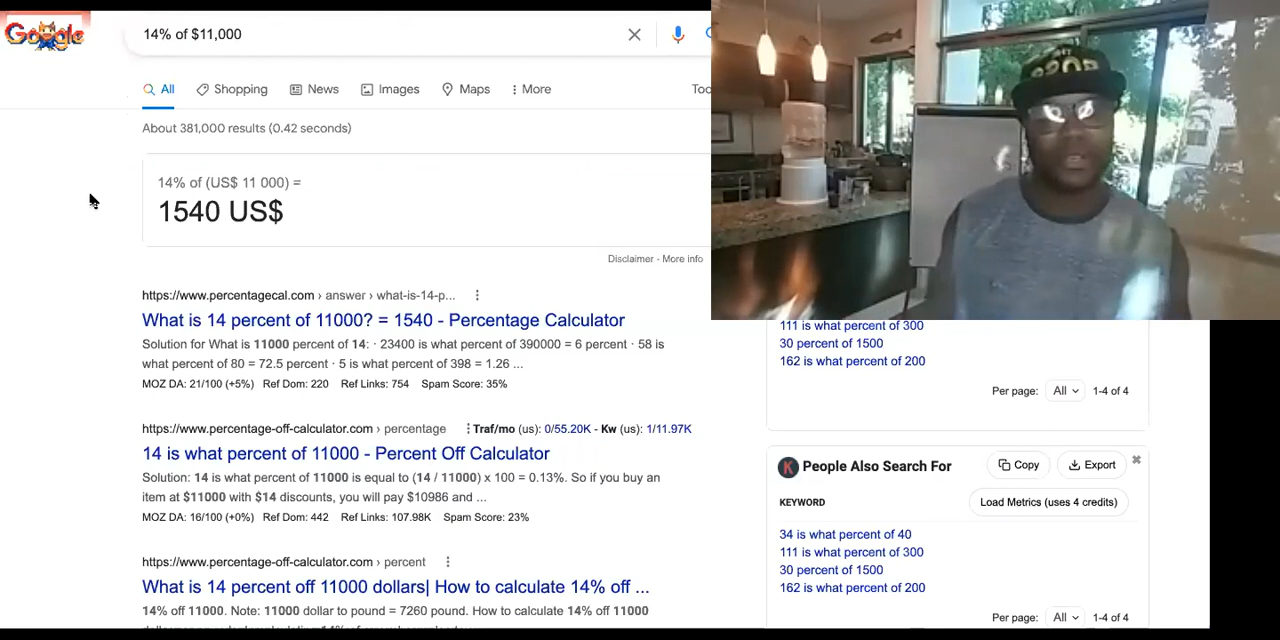 Google
14% of $11,000
All
Shopping
News
Images
Maps
More
Too
About 381,000 results (0.42 seconds)
14% of (US$ 11 000) =
1540 US$
Disclaimer - More info
https://www.percentagecal.com › answer › what-is-14-p...
What is 14 percent of 11000? = 1540 - Percentage Calculator
Solution for What is 11000 percent of 14: · 23400 is what percent of 390000 = 6 percent · 58 is
what percent of 80 = 72.5 percent · 5 is what percent of 398 = 1.26 ...
MOZ DA: 21/100 (+5%) Ref Dom: 220 Ref Links: 754 Spam Score: 35%
https://www.percentage-off-calculator.com › percentage
Traf/mo (us): 0/55.20K - Kw (us): 1/11.97K
14 is what percent of 11000 - Percent Off Calculator
Solution: 14 is what percent of 11000 is equal to (14 / 11000) x 100 = 0.13%. So if you buy an
item at $11000 with $14 discounts, you will pay $10986 and ...
MOZ DA: 16/100 (+0%) Ref Dom: 442 Ref Links: 107.98K Spam Score: 23%
https://www.percentage-off-calculator.com › percent
What is 14 percent off 11000 dollars| How to calculate 14% off ...
14% off 11000. Note: 11000 dollar to pound = 7260 pound. How to calculate 14% off 11000
111 is what percent of 300
30 percent of 1500
162 is what percent of 200
Per page: All 1-4 of 4
K People Also Search For
Copy
Export
KEYWORD
Load Metrics (uses 4 credits)
34 is what percent of 40
111 is what percent of 300
30 percent of 1500
162 is what percent of 200
Per page: All 1-4 of 4